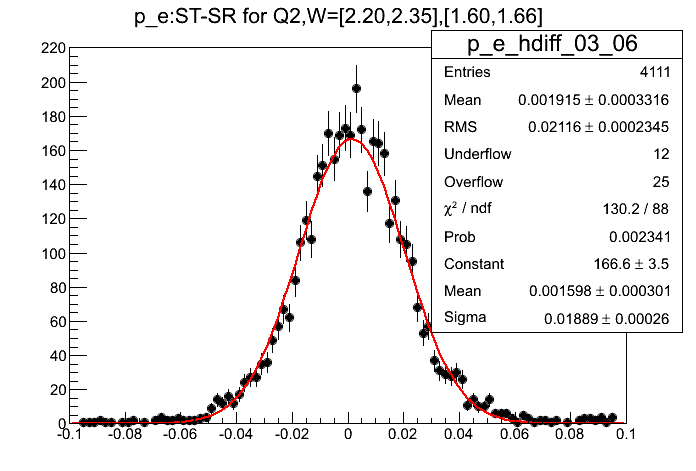 p_e:ST-SR for Q2,W=[2.20,2.35],[1.60,1.66]
p_e_hdiff_03_06
Entries 4111
Mean 0.001915 ± 0.0003316
RMS 0.02116 ± 0.0002345
Underflow 12
Overflow 25
χ² / ndf 130.2 / 88
Prob 0.002341
Constant 166.6 ± 3.5
Mean 0.001598 ± 0.000301
Sigma 0.01889 ± 0.00026
220
200
180
160
140
120
100
80
60
40
20
0
-0.1 -0.08 -0.06 -0.04 -0.02 0 0.02 0.04 0.06 0.08 0.1